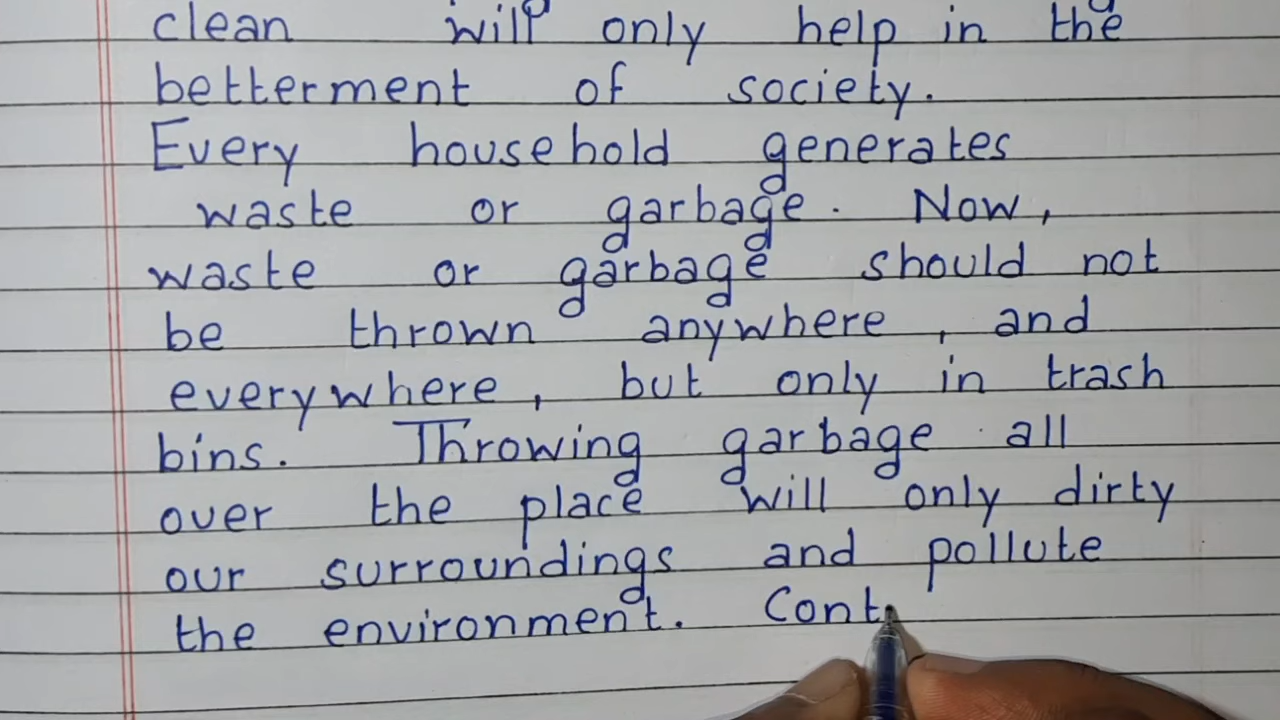 clean will only help in the
betterment of society.
Every household generates
waste or garbage. Now,
waste or garbage should not
be thrown anywhere, and
everywhere, but only in trash
bins. Throwing garbage all
over the place will only dirty
our surroundings and pollute
the environment. Cont